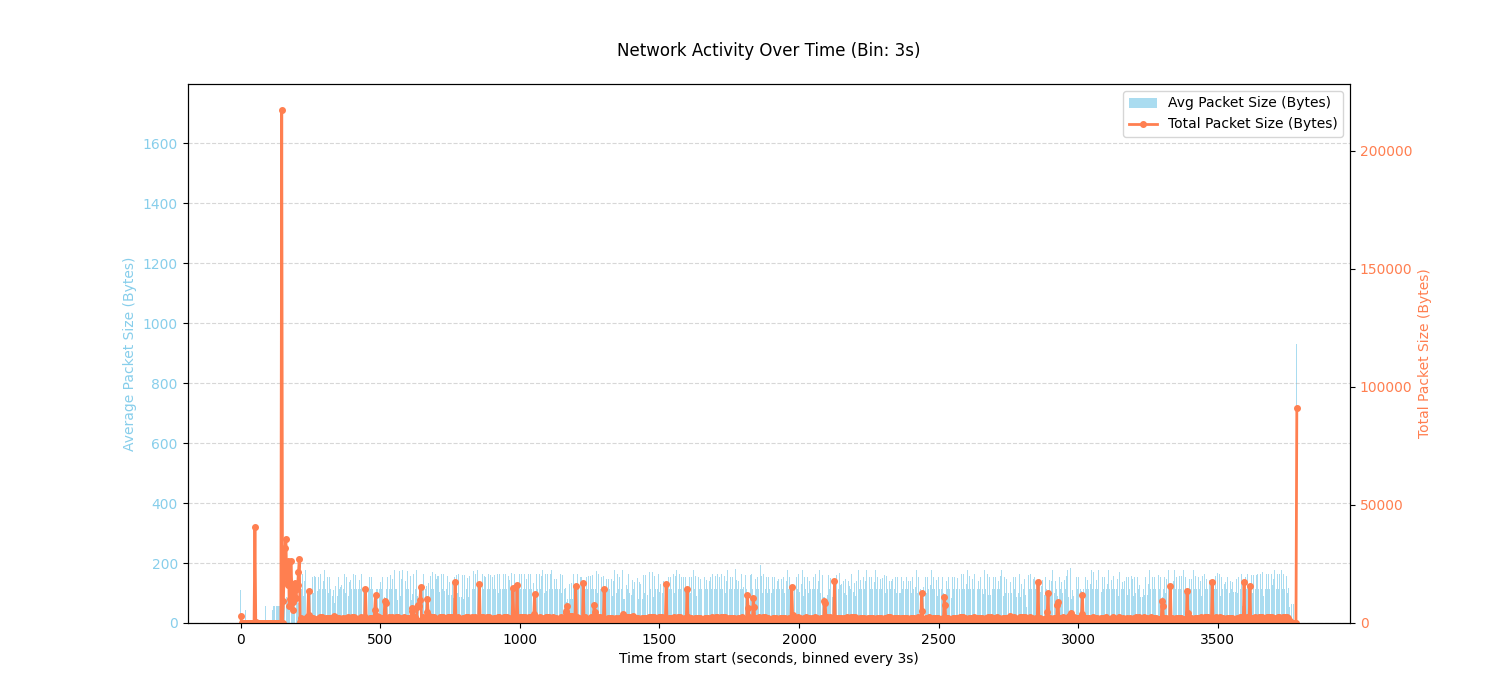 Network Activity Over Time (Bin: 3s)
Avg Packet Size (Bytes)
Total Packet Size (Bytes)
Average Packet Size (Bytes)
1600
1400
1200
1000
800
600
400
200
0
200000
150000
100000
50000
0
Total Packet Size (Bytes)
0 500 1000 1500 2000 2500 3000 3500
Time from start (seconds, binned every 3s)